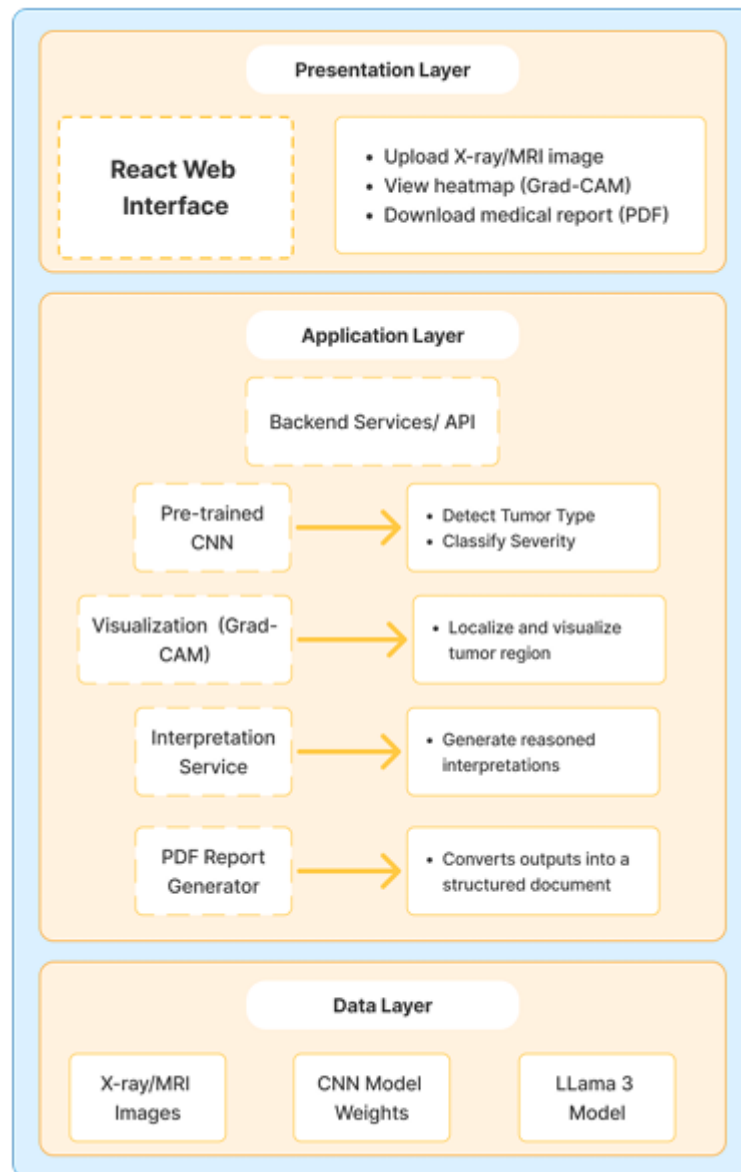 Presentation Layer
React Web
Interface
• Upload X-ray/MRI image
• View heatmap (Grad-CAM)
• Download medical report (PDF)
Application Layer
Backend Services/ API
Pre-trained
CNN
• Detect Tumor Type
• Classify Severity
Visualization (Grad-
CAM)
• Localize and visualize
tumor region
Interpretation
Service
• Generate reasoned
interpretations
PDF Report
Generator
• Converts outputs into a
structured document
Data Layer
X-ray/MRI
Images
CNN Model
Weights
LLama 3
Model